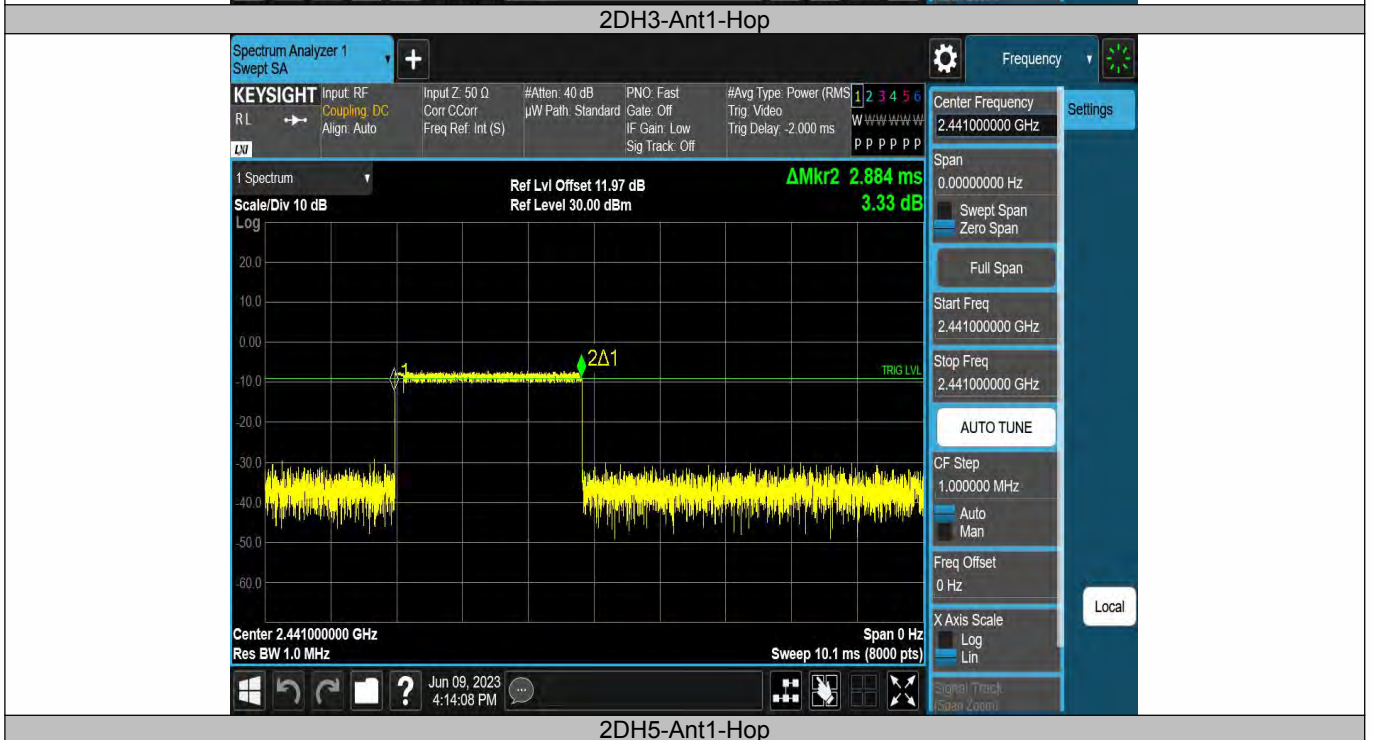 2DH3-Ant1-Hop
Spectrum Analyzer 1
Swept SA
+
Frequency
KEYSIGHT
RL
LXI
Input: RF
Coupling: DC
Align: Auto
Input Z: 50 Ω
Corr CCorr
Freq Ref: Int (S)
#Atten: 40 dB
µW Path: Standard
PNO: Fast
Gate: Off
IF Gain: Low
Sig Track: Off
#Avg Type: Power (RMS
Trig: Video
Trig Delay: -2.000 ms
1 2 3 4 5 6
W W W W W W
P P P P P P
Center Frequency
2.441000000 GHz
Settings
1 Spectrum
Scale/Div 10 dB
Log
Ref Lvl Offset 11.97 dB
Ref Level 30.00 dBm
ΔMkr2 2.884 ms
3.33 dB
20.0
10.0
0.00
-10.0
-20.0
-30.0
-40.0
-50.0
-60.0
1
2Δ1
TRIG LVL
Span
0.00000000 Hz
Swept Span
Zero Span
Full Span
Start Freq
2.441000000 GHz
Stop Freq
2.441000000 GHz
AUTO TUNE
CF Step
1.000000 MHz
Auto
Man
Freq Offset
0 Hz
X Axis Scale
Log
Lin
Signal Track
(Span Zoom)
Local
Center 2.441000000 GHz
Res BW 1.0 MHz
Span 0 Hz
Sweep 10.1 ms (8000 pts)
?
Jun 09, 2023
4:14:08 PM
2DH5-Ant1-Hop